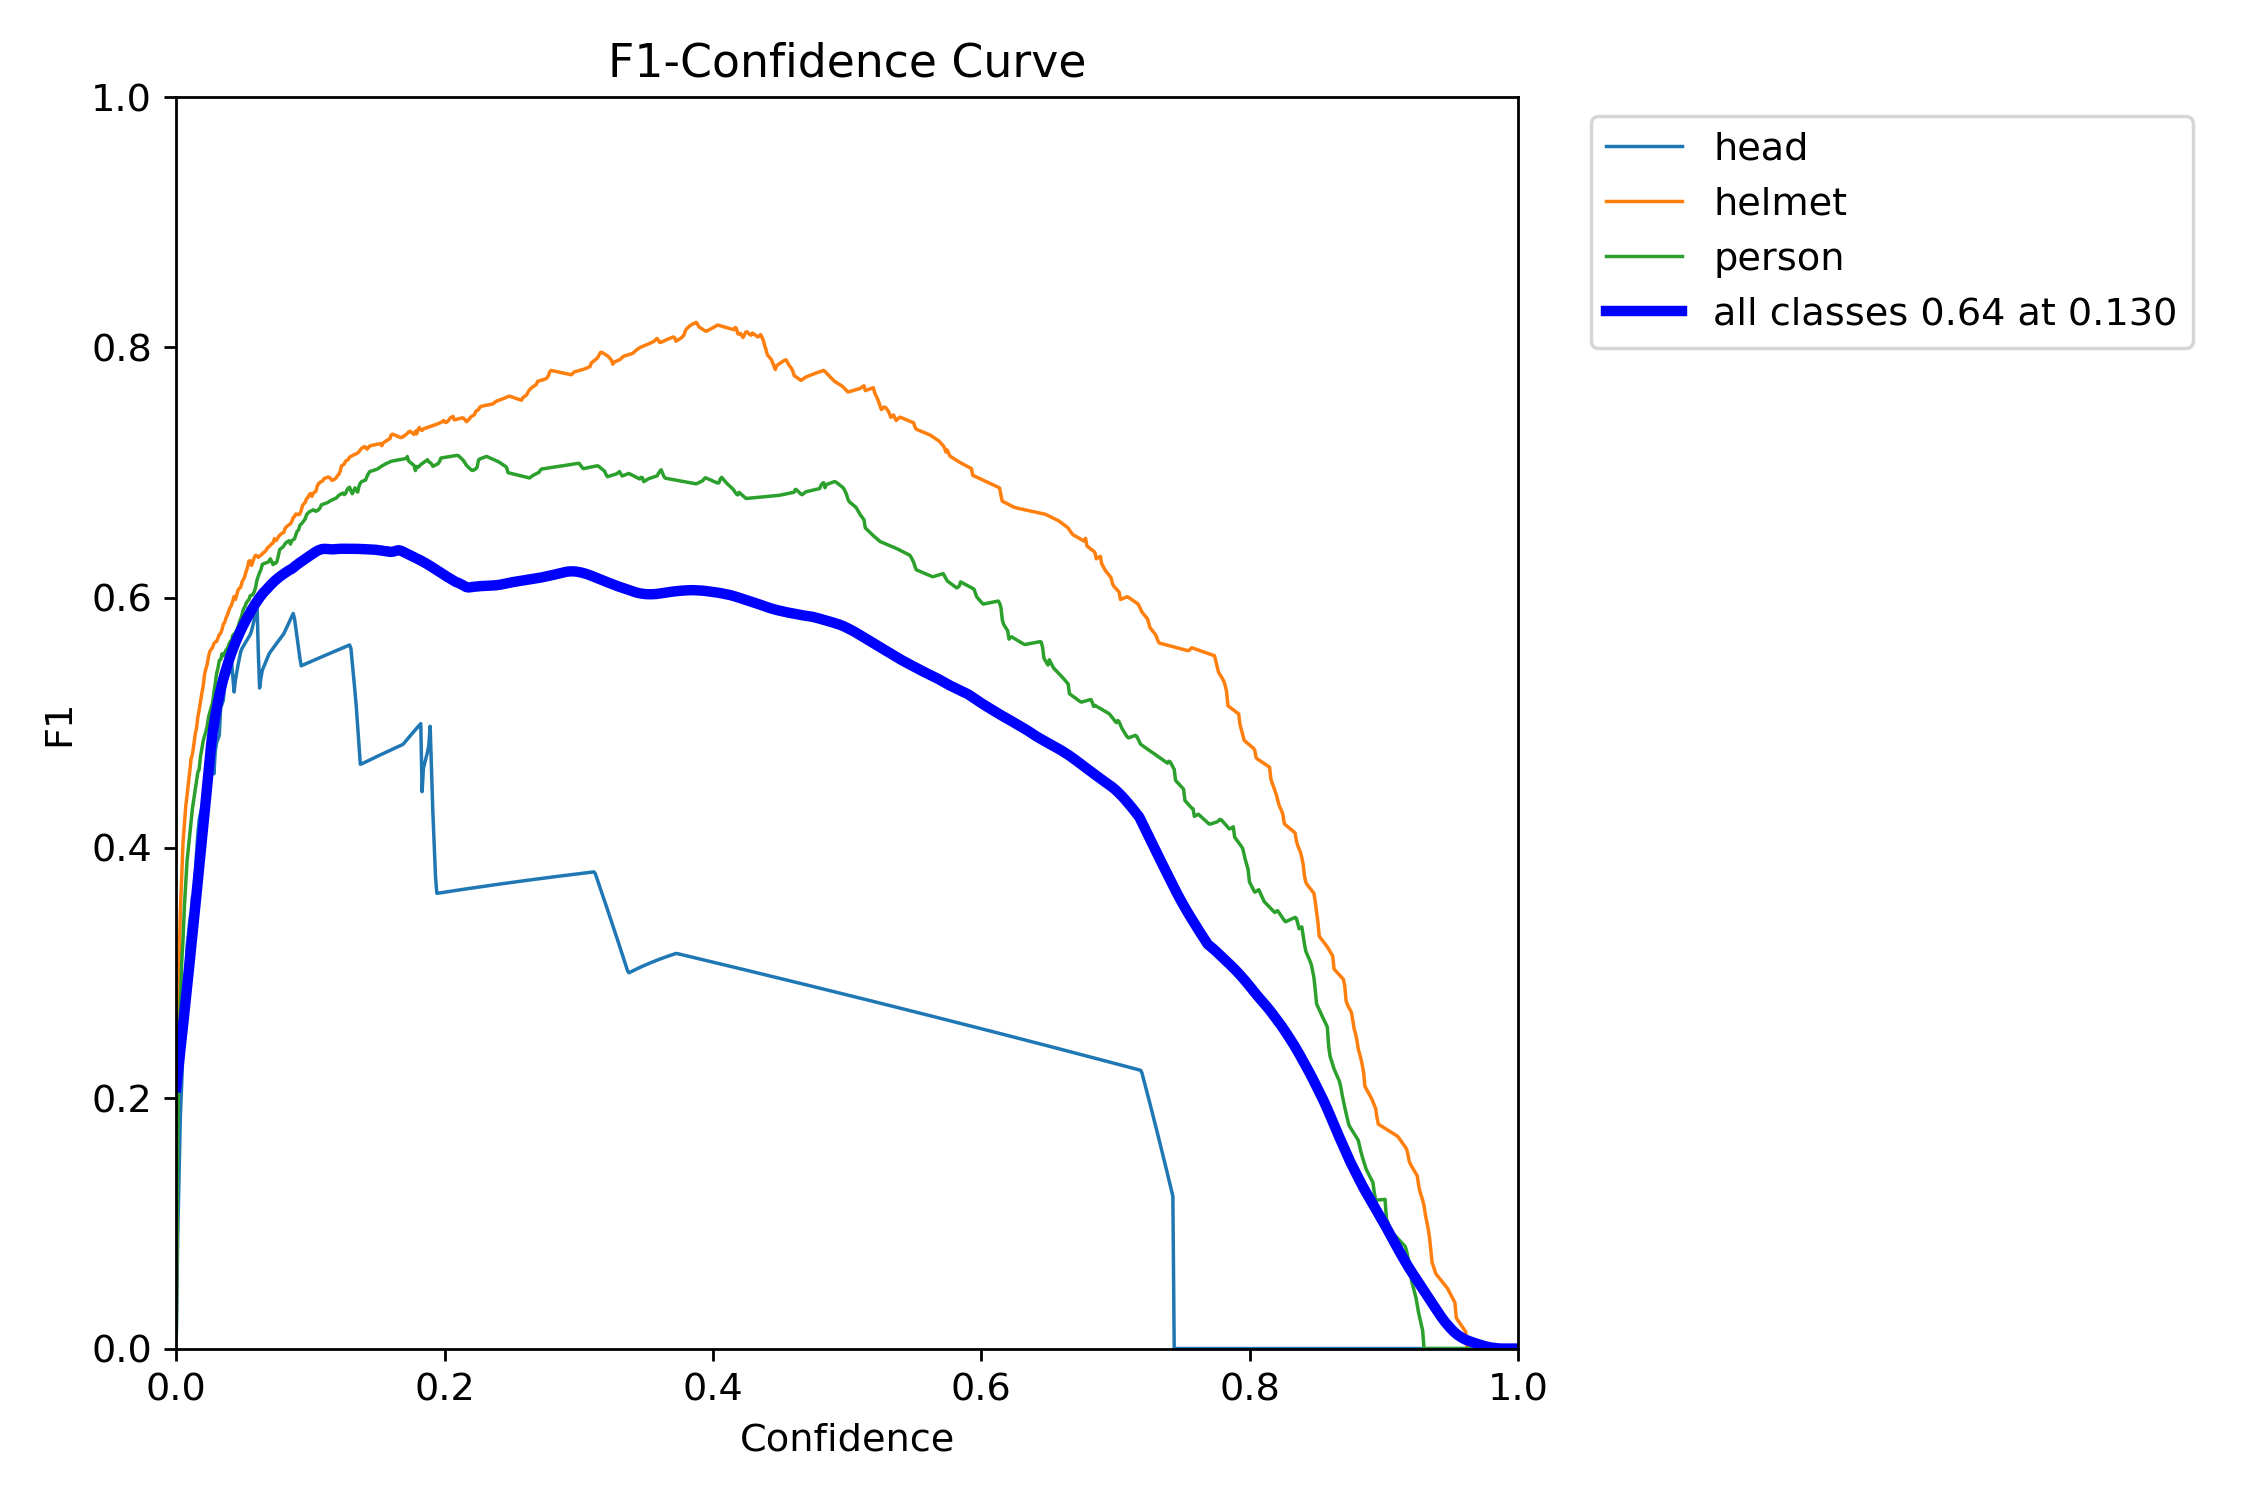 F1-Confidence Curve
1.0
0.8
0.6
0.4
0.2
0.0
F1
0.0 0.2 0.4 0.6 0.8 1.0
Confidence
head
helmet
person
all classes 0.64 at 0.130